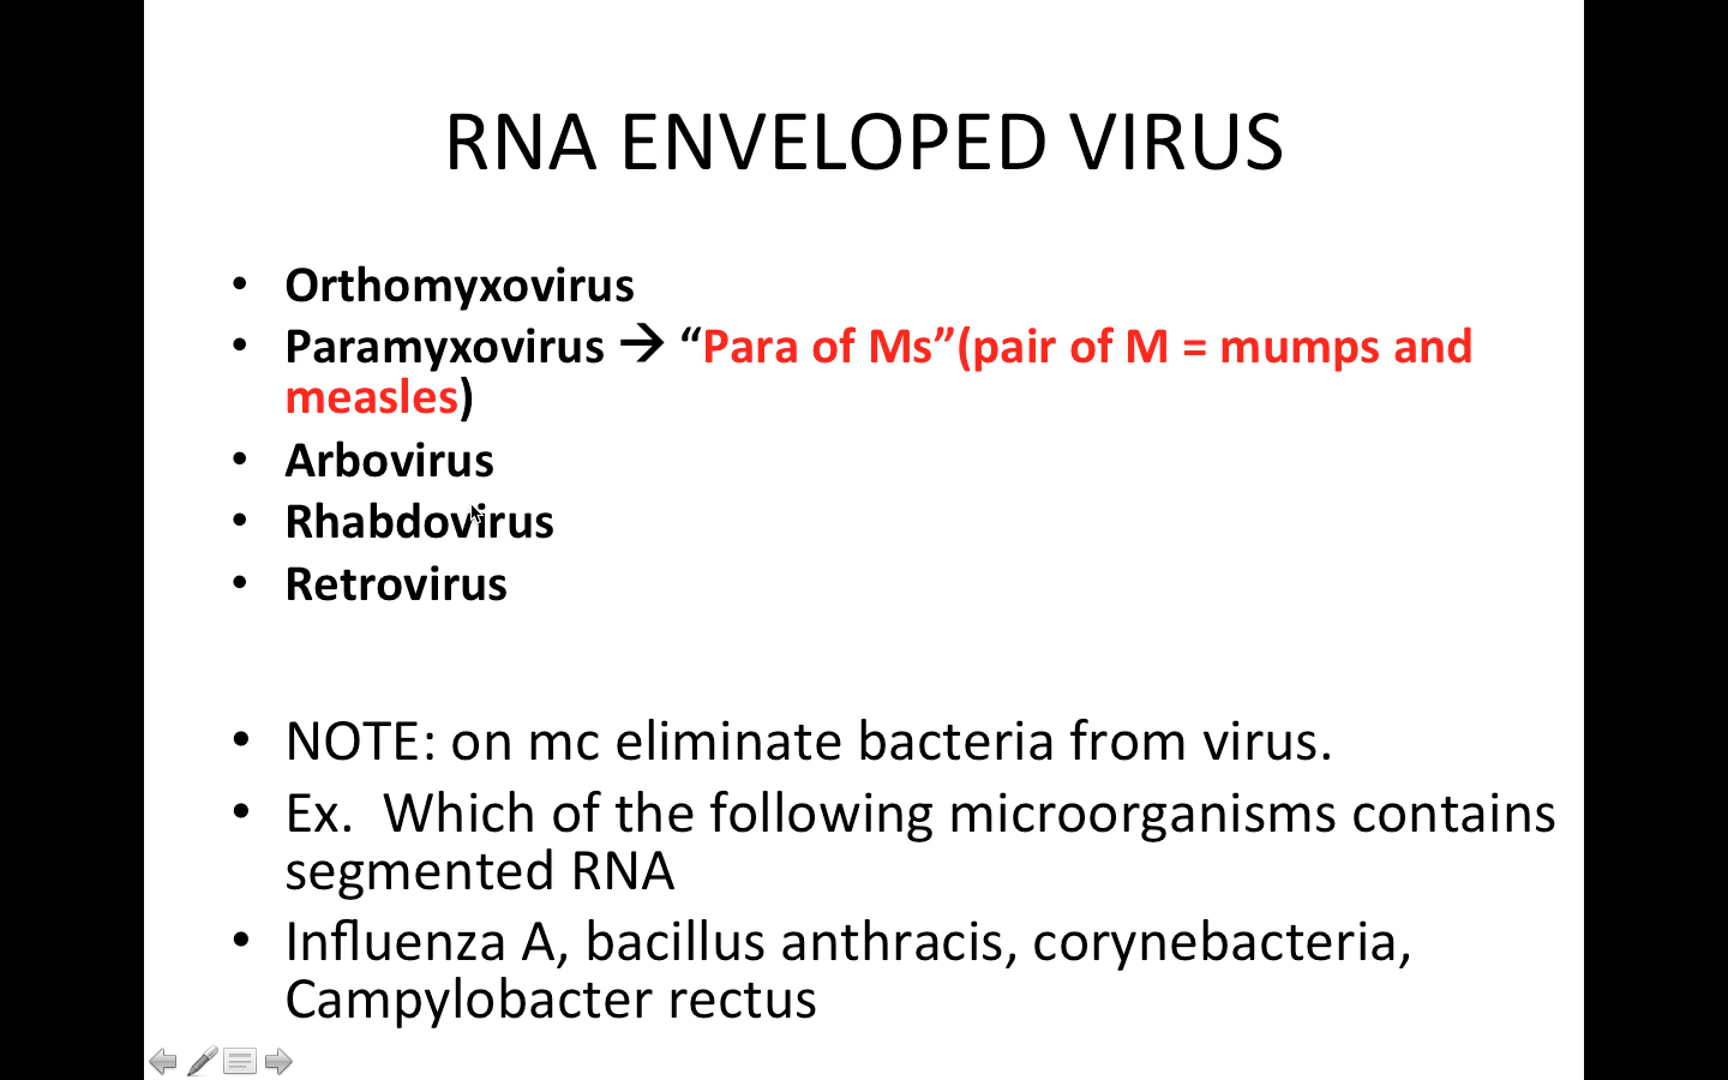 RNA ENVELOPED VIRUS
• Orthomyxovirus
• Paramyxovirus → “Para of Ms”(pair of M = mumps and
measles)
• Arbovirus
• Rhabdovirus
• Retrovirus
• NOTE: on mc eliminate bacteria from virus.
• Ex.  Which of the following microorganisms contains
segmented RNA
• Influenza A, bacillus anthracis, corynebacteria,
Campylobacter rectus